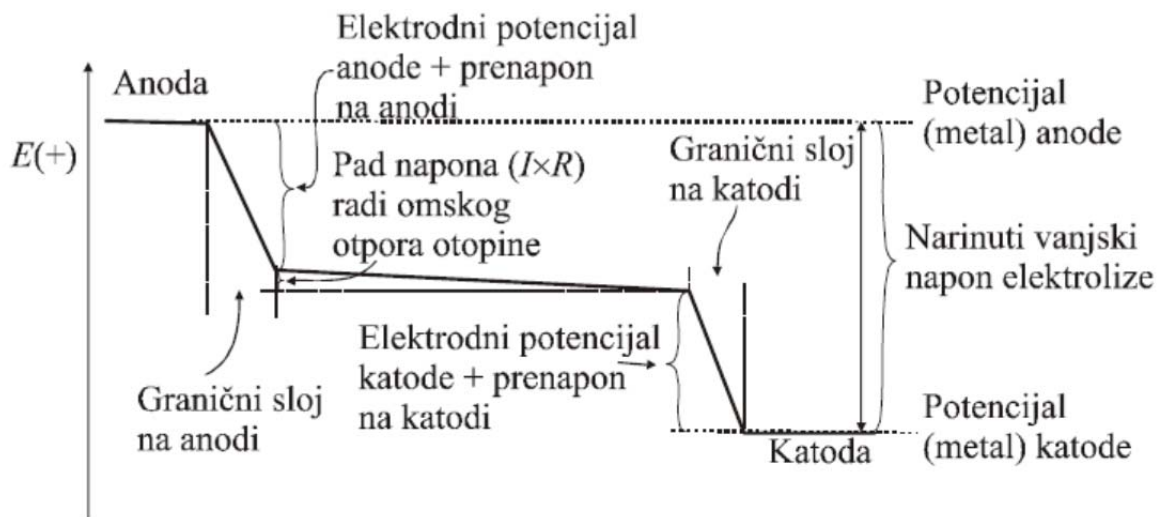 Elektrodni potencijal
anode + prenapon
na anodi
Anoda
E(+)
Potencijal
(metal) anode
Granični sloj
na katodi
Pad napona (I×R)
radi omskog
otpora otopine
Narinuti vanjski
napon elektrolize
Elektrodni potencijal
katode + prenapon
na katodi
Granični sloj
na anodi
Potencijal
(metal) katode
Katoda